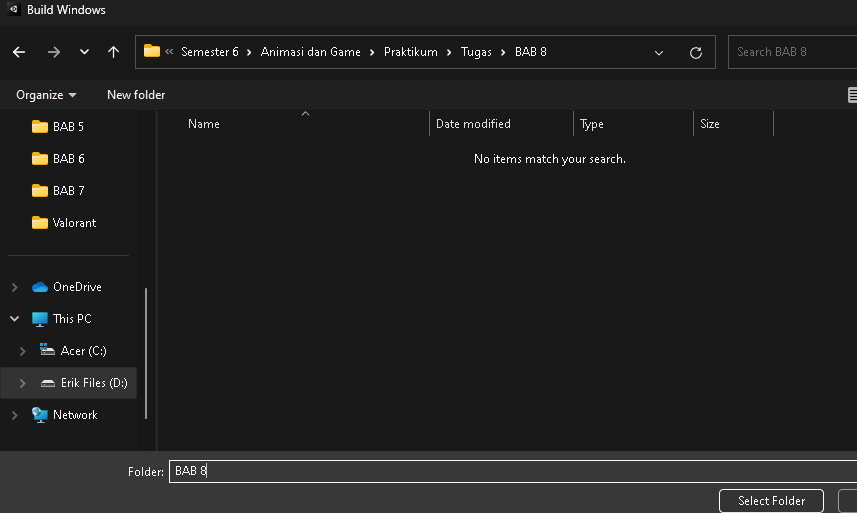 Build Windows
« Semester 6 > Animasi dan Game > Praktikum > Tugas > BAB 8
Search BAB 8
Organize
New folder
Name
Date modified
Type
Size
No items match your search.
BAB 5
BAB 6
BAB 7
Valorant
OneDrive
This PC
Acer (C:)
Erik Files (D:)
Network
Folder: BAB 8
Select Folder